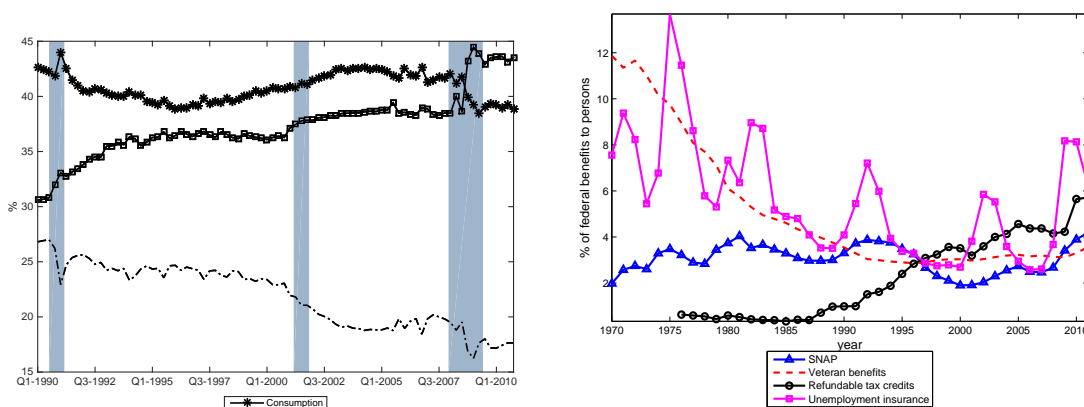 45
40
35
30
25
20
15
%
Q1-1990
Q3-1992
Q1-1995
Q3-1997
Q1-2000
Q3-2002
Q1-2005
Q3-2007
Q1-2010
Consumption
12
10
8
6
4
2
% of federal benefits to persons
1970
1975
1980
1985
1990
1995
2000
2005
2010
year
SNAP
Veteran benefits
Refundable tax credits
Unemployment insurance